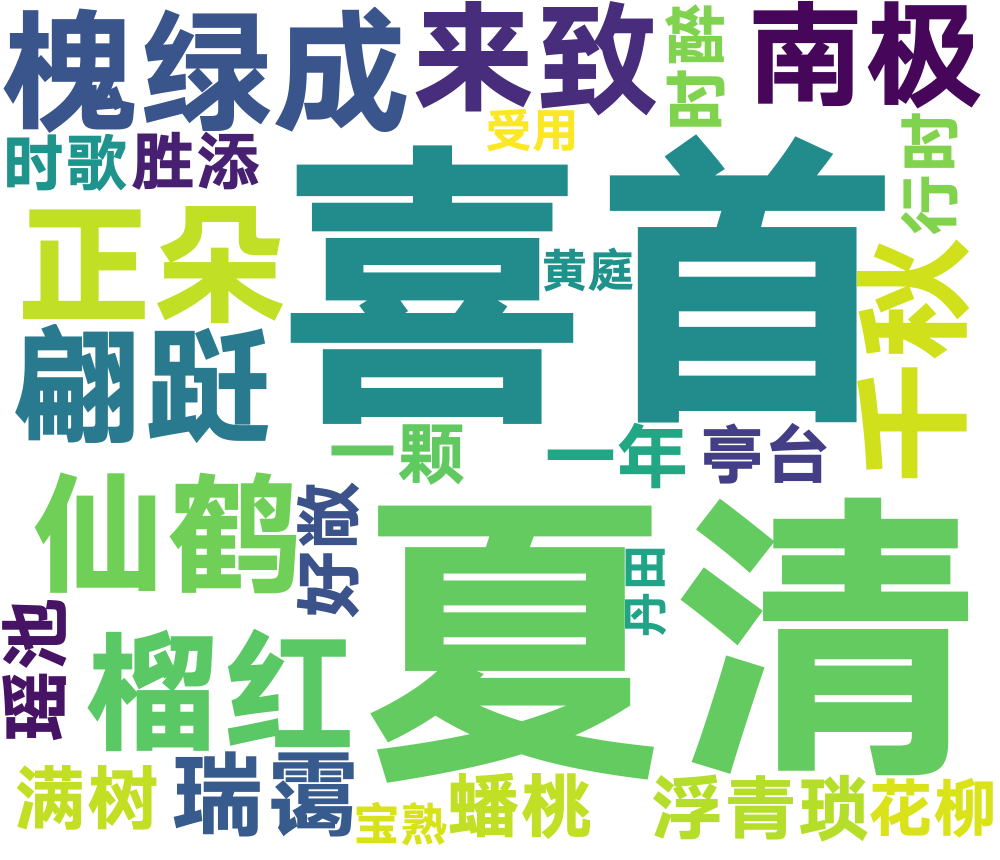 槐绿成
来致
时醉
南极
受用
时歌
胜添
行时
喜首
正朵
黄庭
千秋
翩跹
一颗
一年
亭台
仙鹤
好敞
夏清
丹田
瑶池
榴红
满树
瑞霭
宝熟
蟠桃
浮青琐
花柳